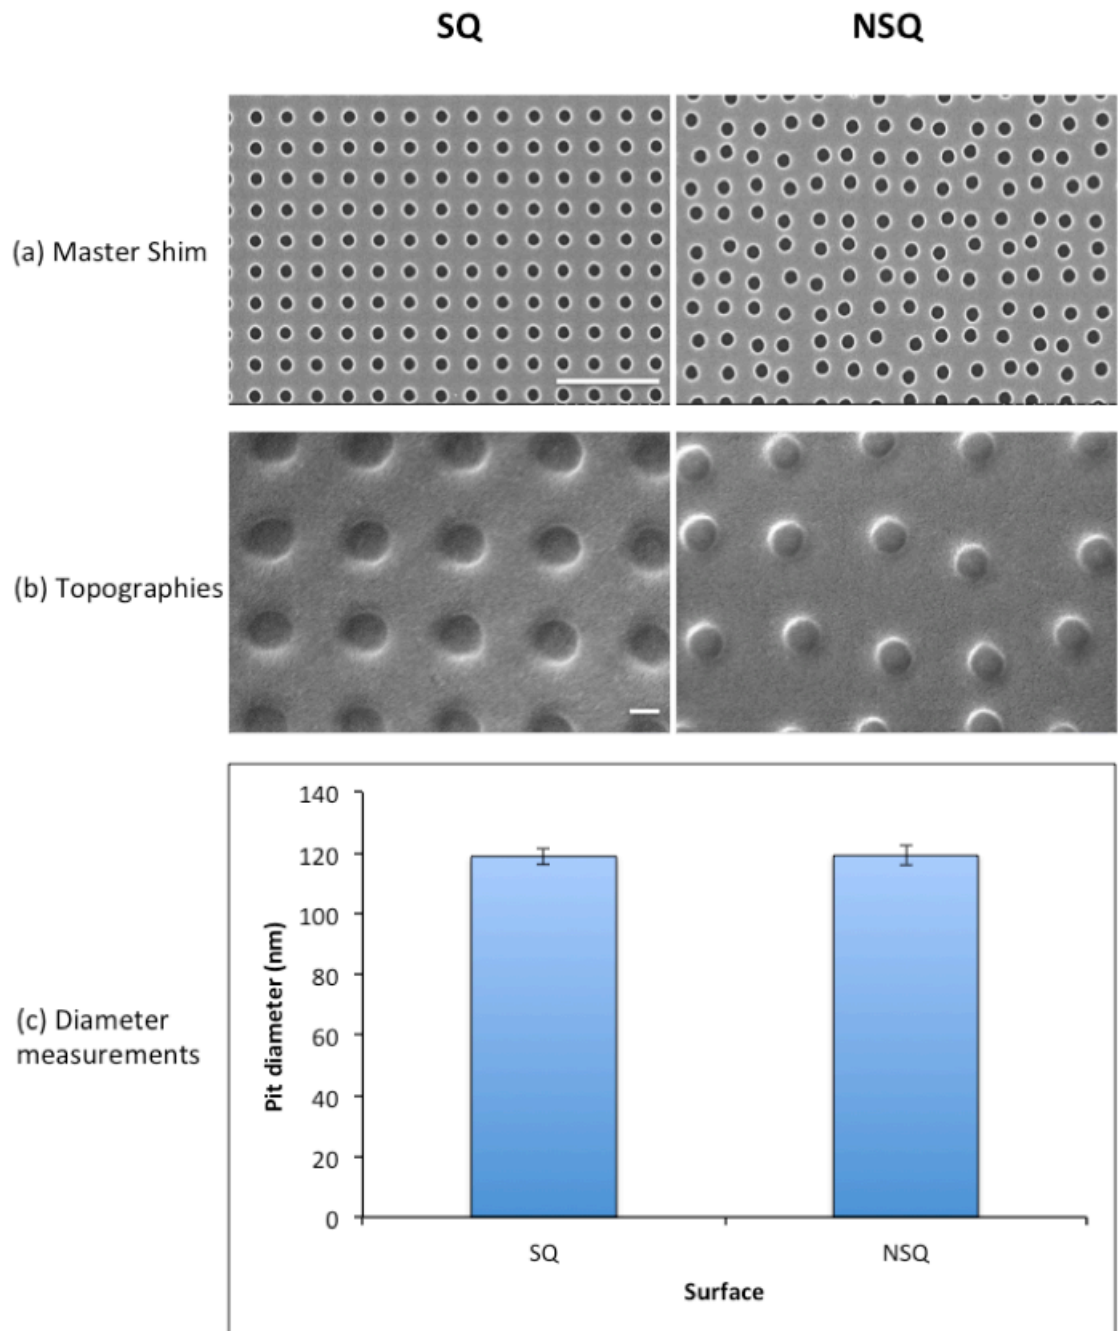 SQ
NSQ
(a) Master Shim
(b) Topographies
(c) Diameter
measurements
Pit diameter (nm)
140
120
100
80
60
40
20
0
SQ
NSQ
Surface